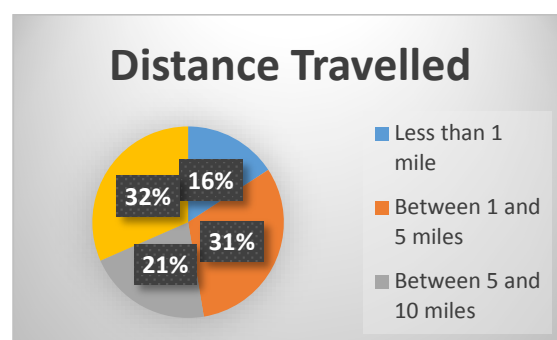 Distance Travelled
16%
31%
21%
32%
Less than 1
mile
Between 1 and
5 miles
Between 5 and
10 miles